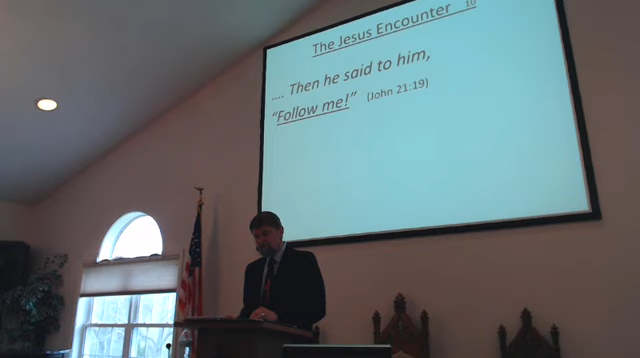 The Jesus Encounter 10
.... Then he said to him,
“Follow me!” (John 21:19)